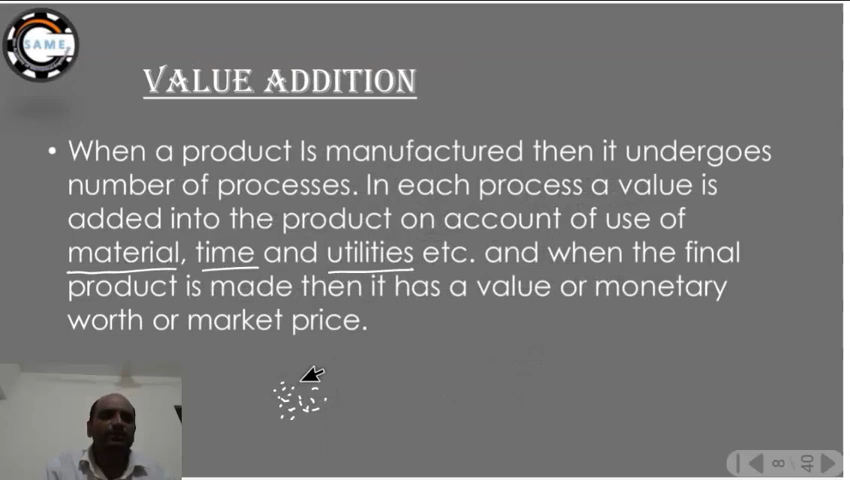 SAME
VALUE ADDITION
• When a product Is manufactured then it undergoes
number of processes. In each process a value is
added into the product on account of use of
material, time and utilities etc. and when the final
product is made then it has a value or monetary
worth or market price.
8 \ 40